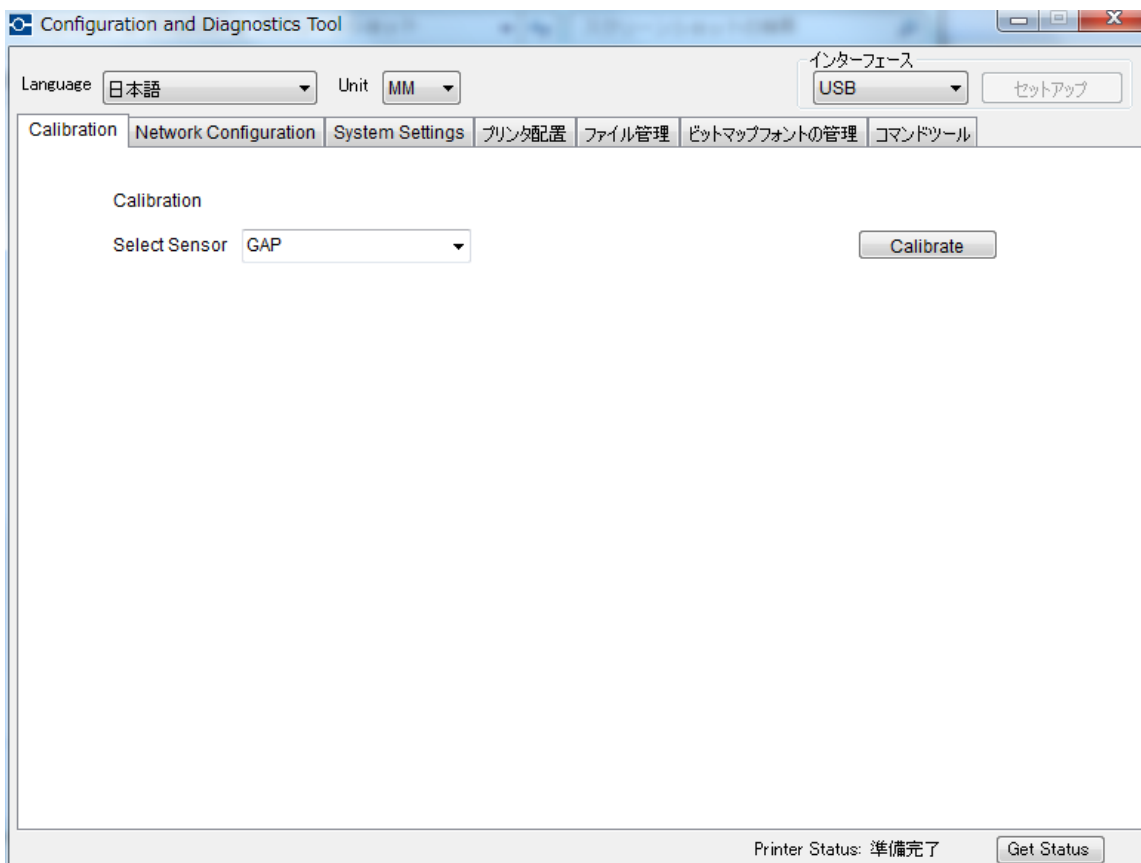 Configuration and Diagnostics Tool
インターフェース
Language 日本語 Unit MM USB セットアップ
Calibration Network Configuration System Settings プリンタ配置 ファイル管理 ビットマップフォントの管理 コマンドツール
Calibration
Select Sensor GAP Calibrate
Printer Status: 準備完了 Get Status